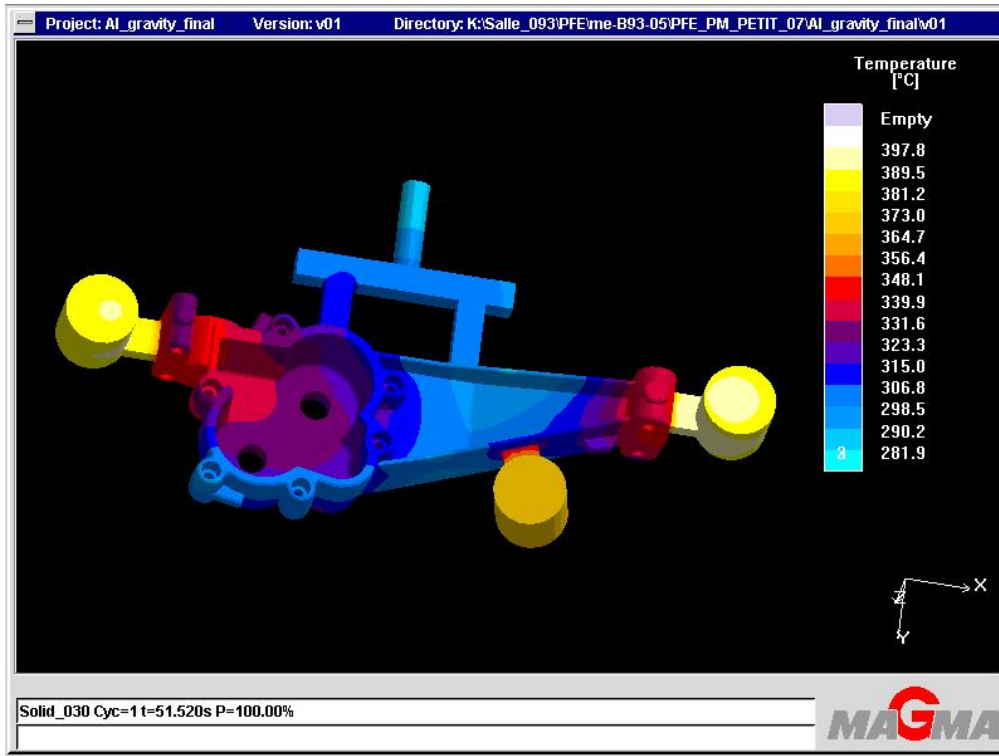 Project: Al_gravity_final Version: v01 Directory: K:\Salle_093\PFE\me-B93-05\PFE_PM_PETIT_07\Al_gravity_final\v01
Temperature
[°C]
Empty
397.8
389.5
381.2
373.0
364.7
356.4
348.1
339.9
331.6
323.3
315.0
306.8
298.5
290.2
281.9
X
Z
Y
Solid_030 Cyc=1 t=51.520s P=100.00%
MAGMA